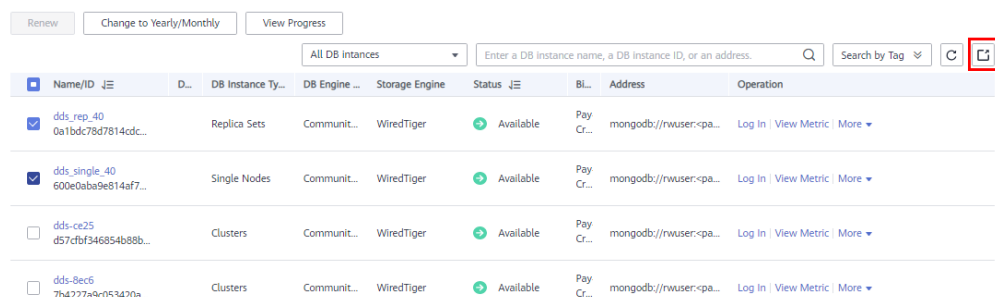 Renew Change to Yearly/Monthly View Progress
All DB intances Enter a DB instance name, a DB instance ID, or an address. Search by Tag
Name/ID D... DB Instance Ty... DB Engine ... Storage Engine Status Bi... Address Operation
dds_rep_40
0a1bdc78d7814cdc...
Replica Sets Communit... WiredTiger Available Pay Cr... mongodb://rwuser:<pa... Log In View Metric More
dds_single_40
600e0aba9e814af7...
Single Nodes Communit... WiredTiger Available Pay Cr... mongodb://rwuser:<pa... Log In View Metric More
dds-ce25
d57cfbf346854b88b...
Clusters Communit... WiredTiger Available Pay Cr... mongodb://rwuser:<pa... Log In View Metric More
dds-8ec6
7b4227a9c053420a
Clusters Communit... WiredTiger Available Pay Cr... mongodb://rwuser:<pa... Log In View Metric More